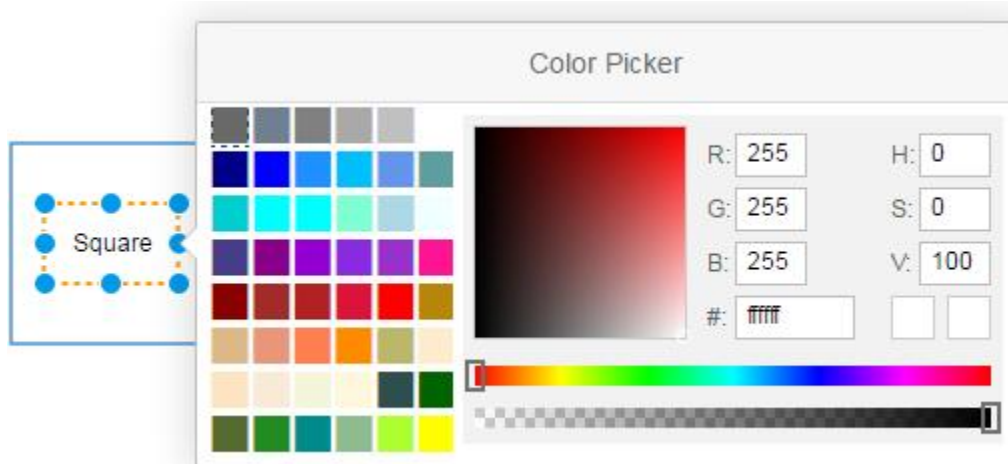 Color Picker
Square
R: 255 H: 0
G: 255 S: 0
B: 255 V: 100
#: ffffff